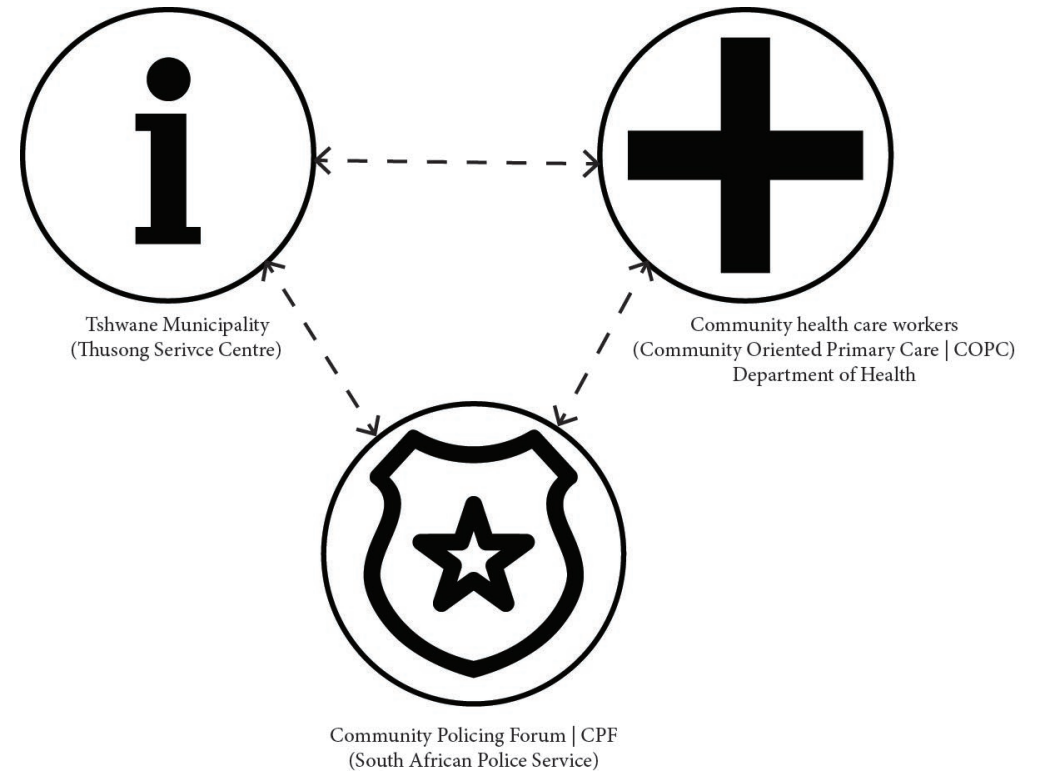 Tshwane Municipality
(Thusong Serivce Centre)
Community health care workers
(Community Oriented Primary Care | COPC)
Department of Health
Community Policing Forum | CPF
(South African Police Service)